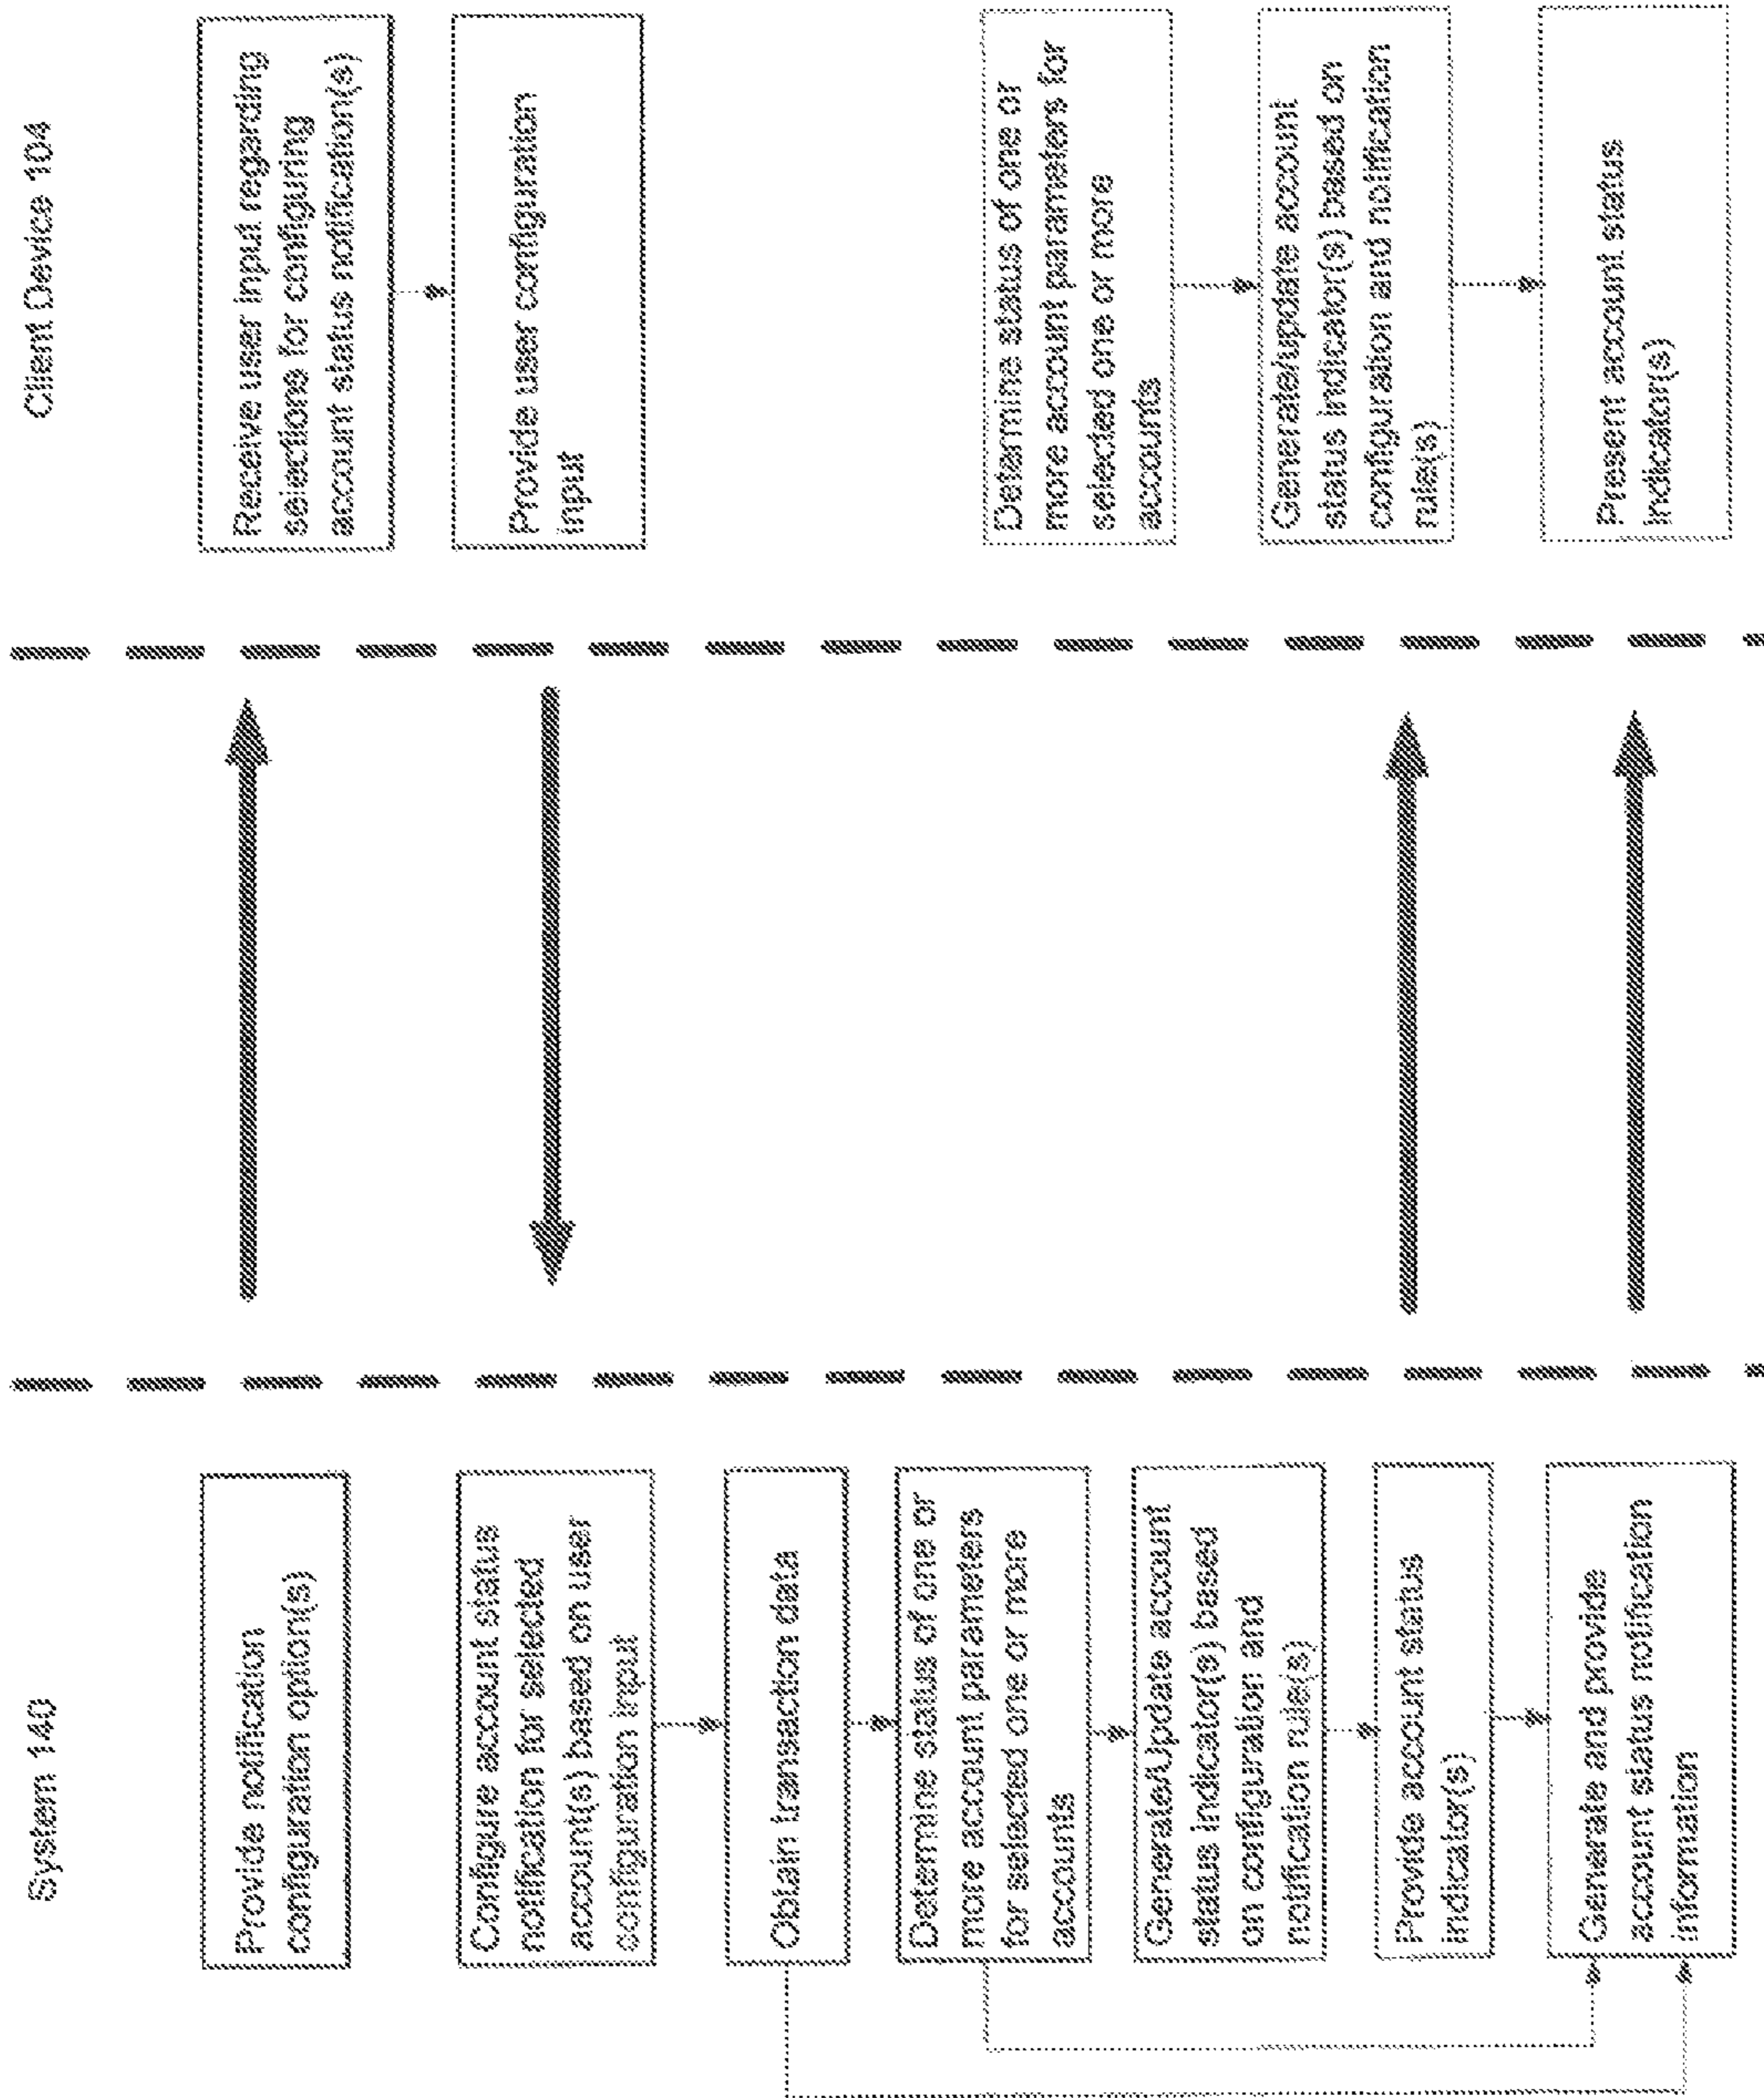 System 140
Provide notification
configuration option(s)
Configure account status
notification for selected
account(s) based on user
configuration input
Obtain transaction data
Determine status of one or
more account parameters
for selected one or more
accounts
Generate/Update account
status indicator(s) based
on configuration and
notification rule(s)
Provide account status
indicator(s)
Generate and provide
account status notification
information
Client Device 104
Receive user input regarding
selections for configuring
account status notification(s)
Provide user configuration
input
Determine status of one or
more account parameters for
selected one or more
accounts
Generate/update account
status indicator(s) based on
configuration and notification
rule(s)
Present account status
indicator(s)